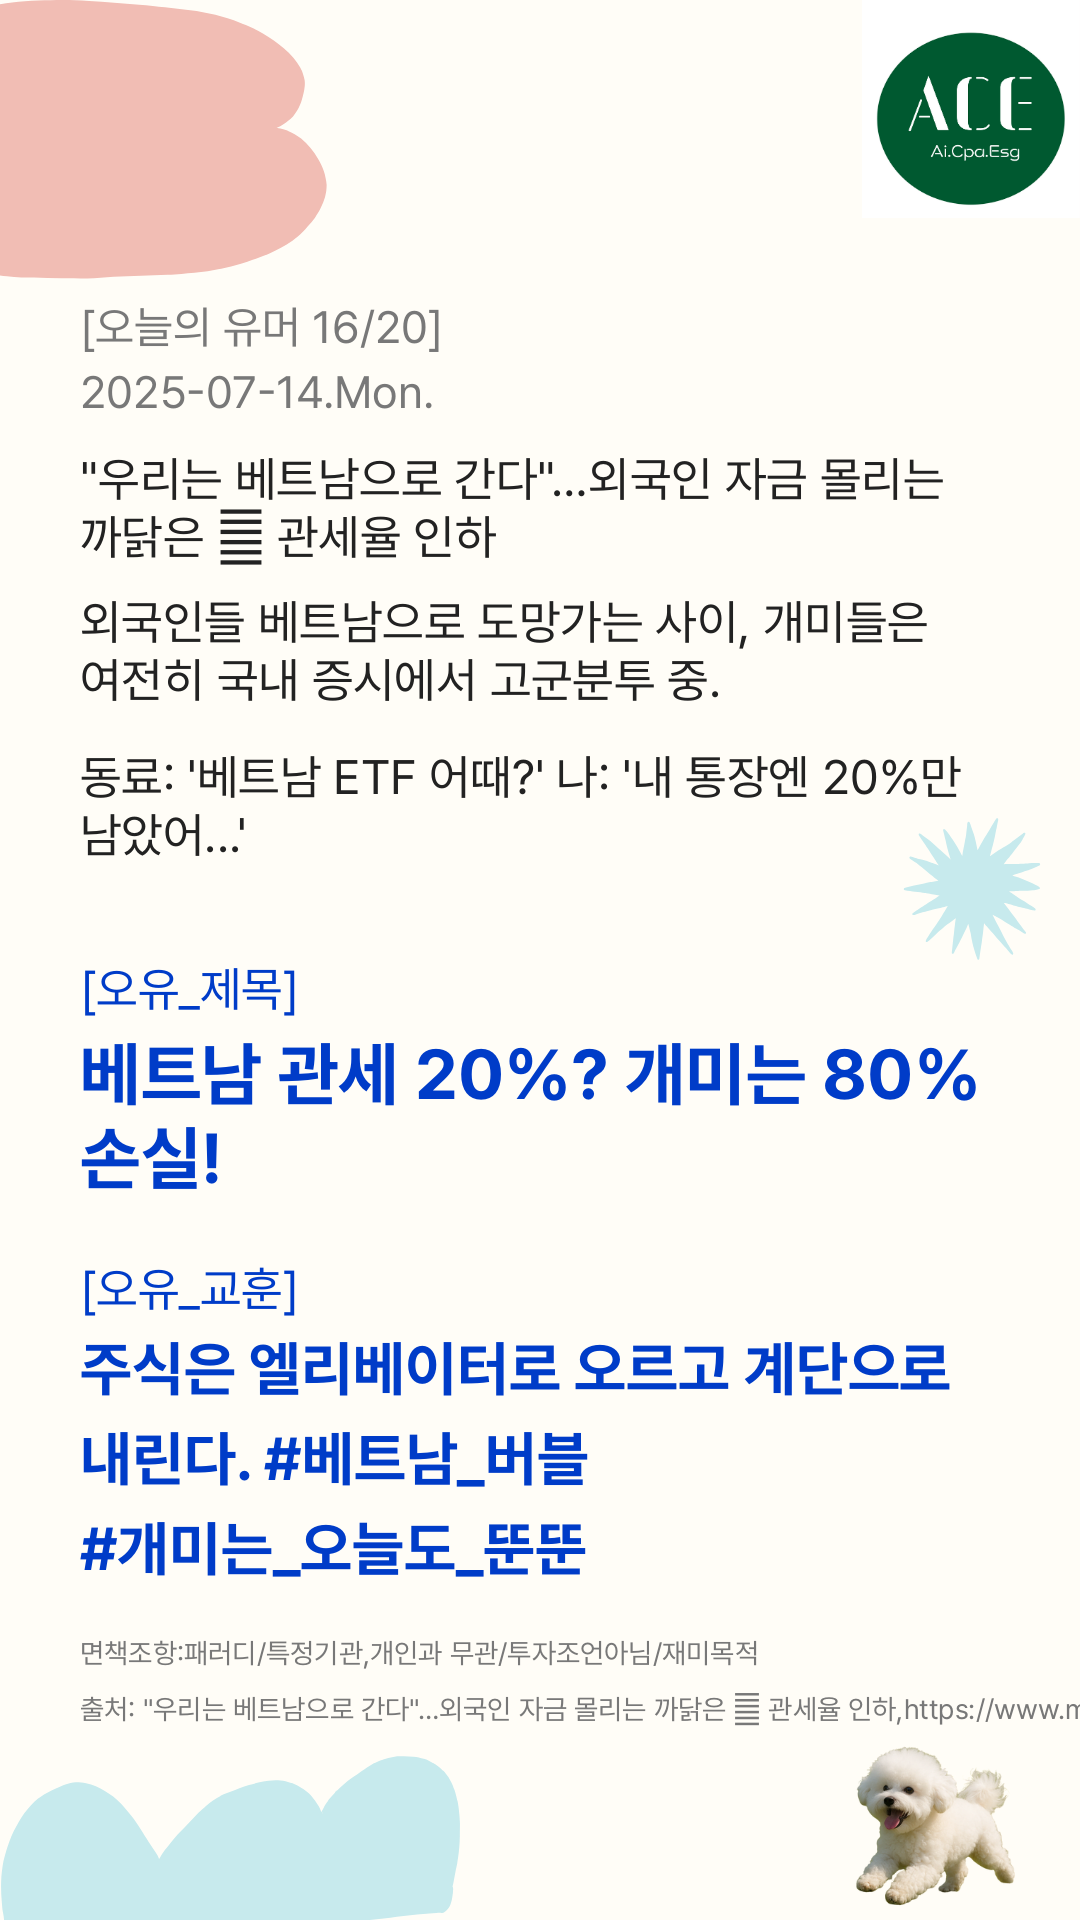 ACE
Ai.Cpa.Esg
[오늘의 유머 16/20]
2025-07-14.Mon.
"우리는 베트남으로 간다"...외국인 자금 몰리는
까닭은 ䷀ 관세율 인하
외국인들 베트남으로 도망가는 사이, 개미들은
여전히 국내 증시에서 고군분투 중.
동료: '베트남 ETF 어때?' 나: '내 통장엔 20%만
남았어...'
[오유_제목]
베트남 관세 20%? 개미는 80%
손실!
[오유_교훈]
주식은 엘리베이터로 오르고 계단으로
내린다. #베트남_버블
#개미는_오늘도_뚠뚠
면책조항:패러디/특정기관,개인과 무관/투자조언아님/재미목적
출처: "우리는 베트남으로 간다"...외국인 자금 몰리는 까닭은 ䷀ 관세율 인하,https://www.m